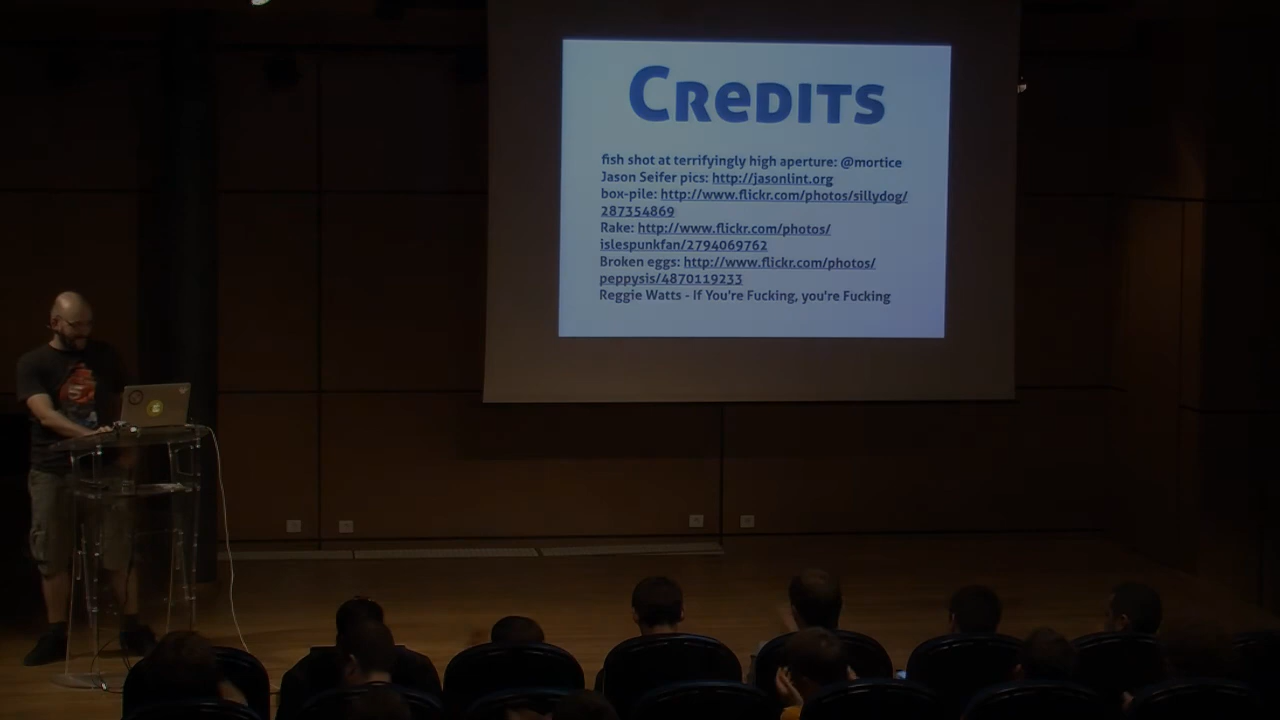 CREDITS
fish shot at terrifyingly high aperture: @mortice
Jason Seifer pics: http://jasonlint.org
box-pile: http://www.flickr.com/photos/sillydog/
287354869
Rake: http://www.flickr.com/photos/
islespunkfan/2794069762
Broken eggs: http://www.flickr.com/photos/
peppysis/4870119233
Reggie Watts - If You're Fucking, you're Fucking